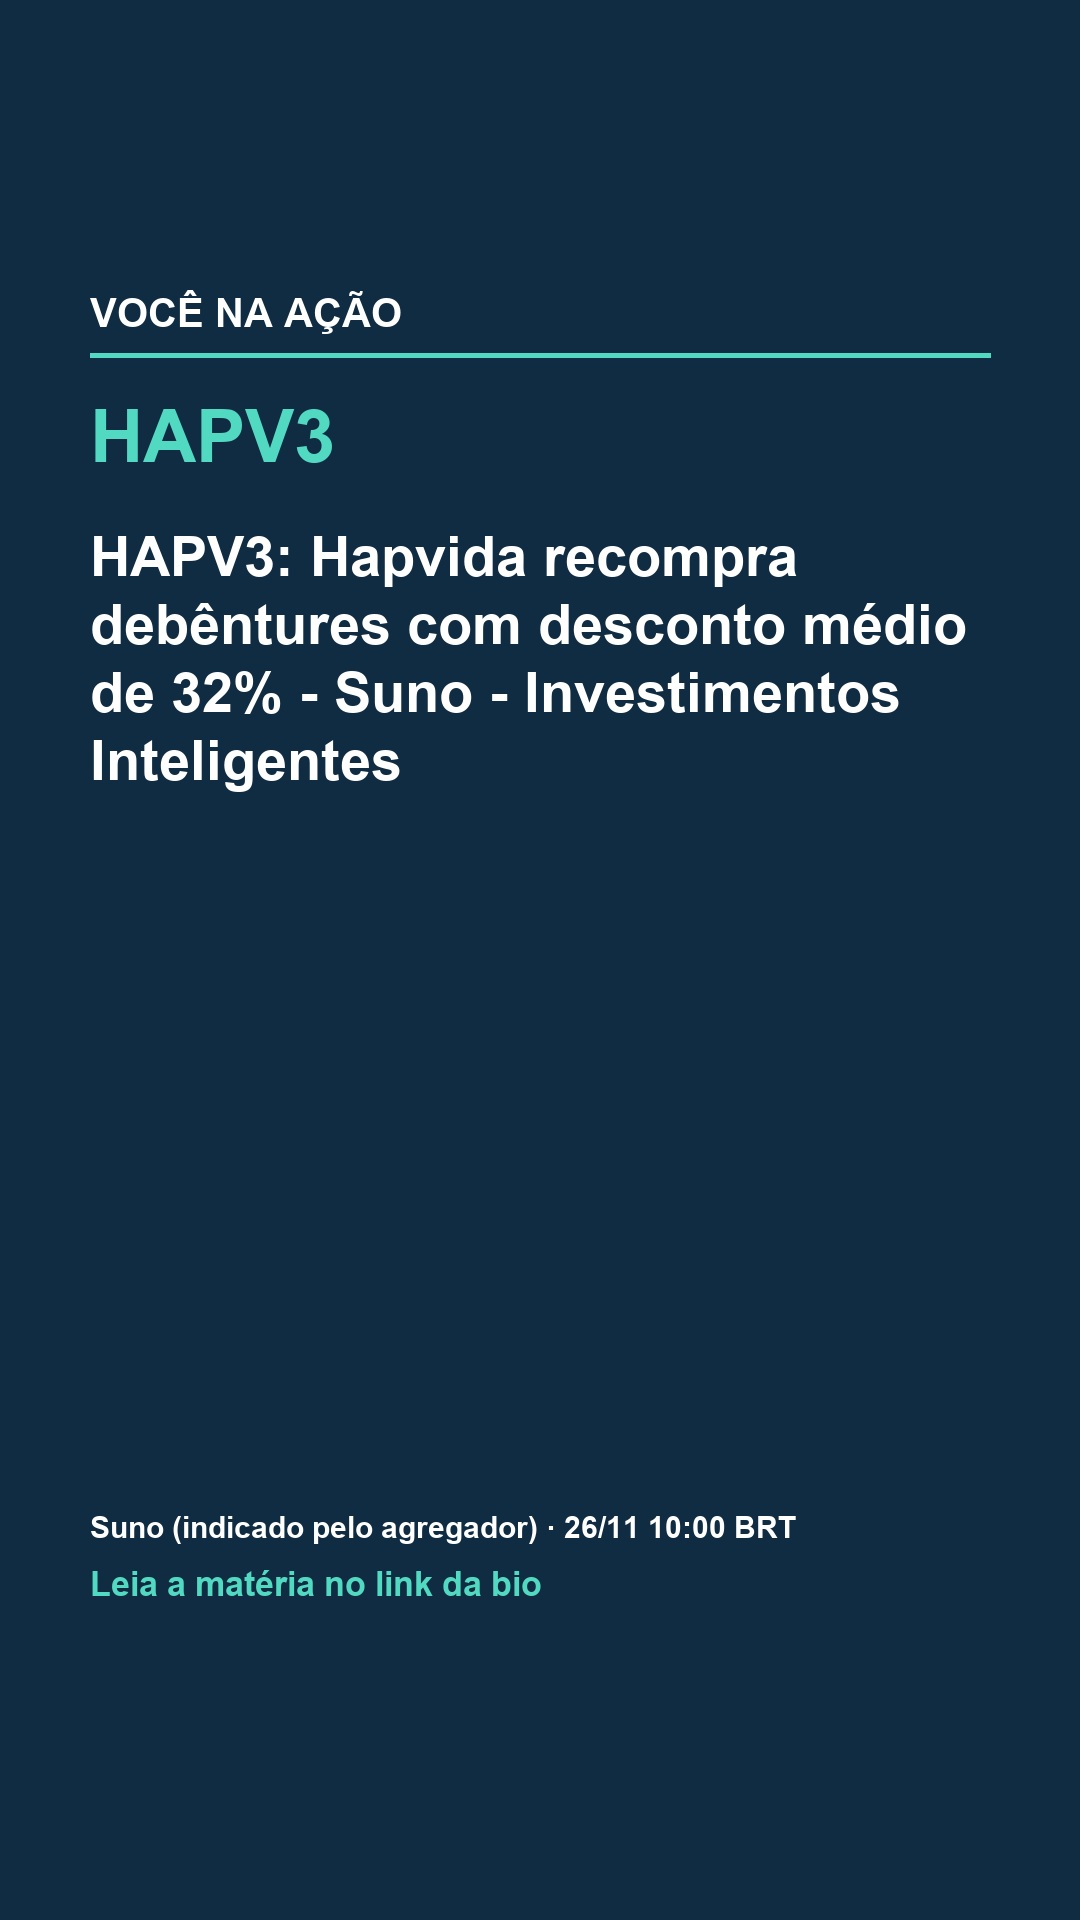 VOCÊ NA AÇÃO
HAPV3
HAPV3: Hapvida recompra
debêntures com desconto médio
de 32% - Suno - Investimentos
Inteligentes
Suno (indicado pelo agregador) · 26/11 10:00 BRT
Leia a matéria no link da bio